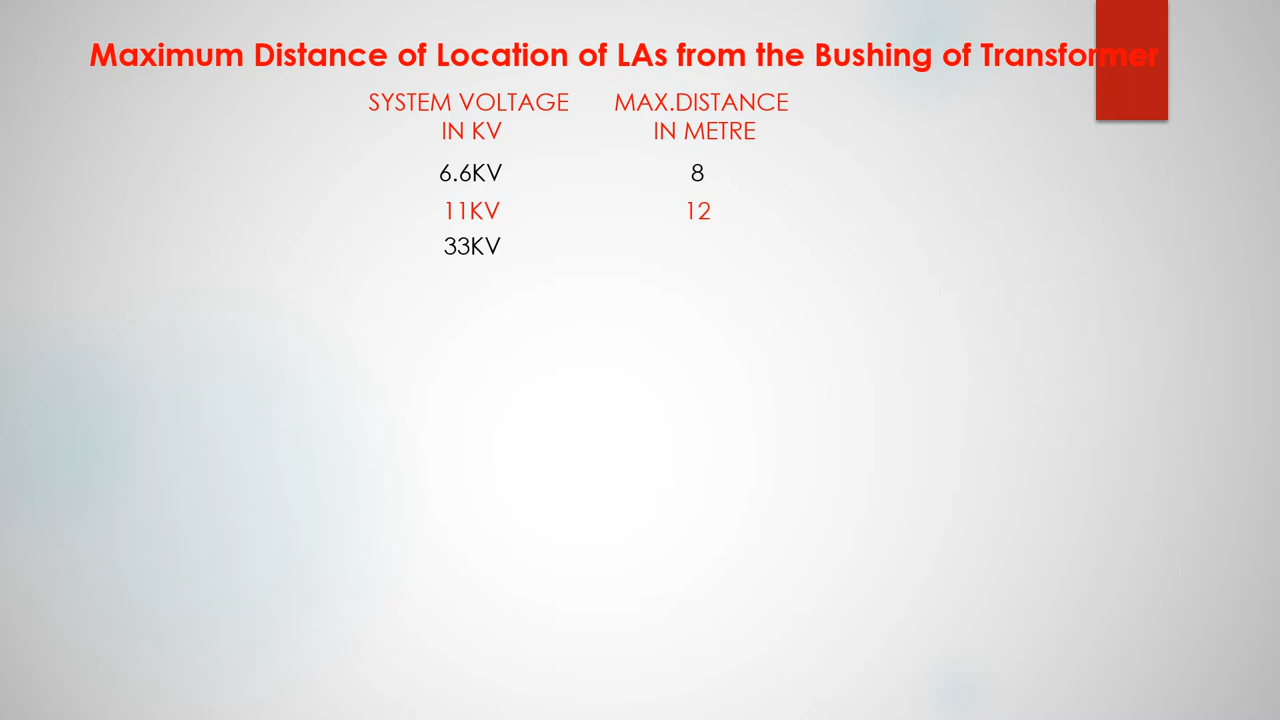 Maximum Distance of Location of LAs from the Bushing of Transformer
SYSTEM VOLTAGE MAX.DISTANCE
IN KV IN METRE
6.6KV 8
11KV 12
33KV